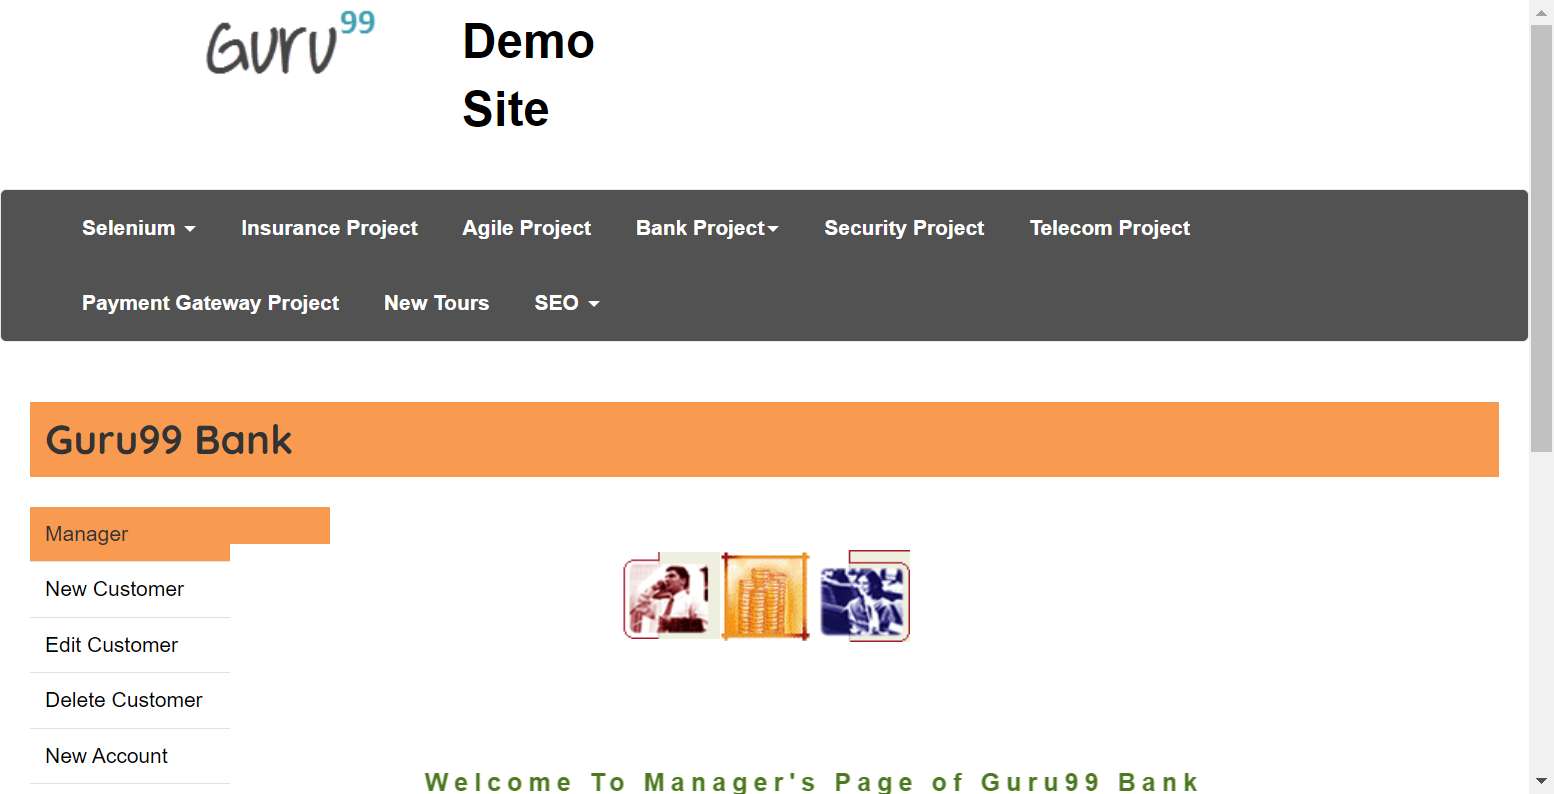 Guru99
Demo
Site
Selenium
Insurance Project
Agile Project
Bank Project
Security Project
Telecom Project
Payment Gateway Project
New Tours
SEO
Guru99 Bank
Manager
New Customer
Edit Customer
Delete Customer
New Account
Welcome To Manager's Page of Guru99 Bank